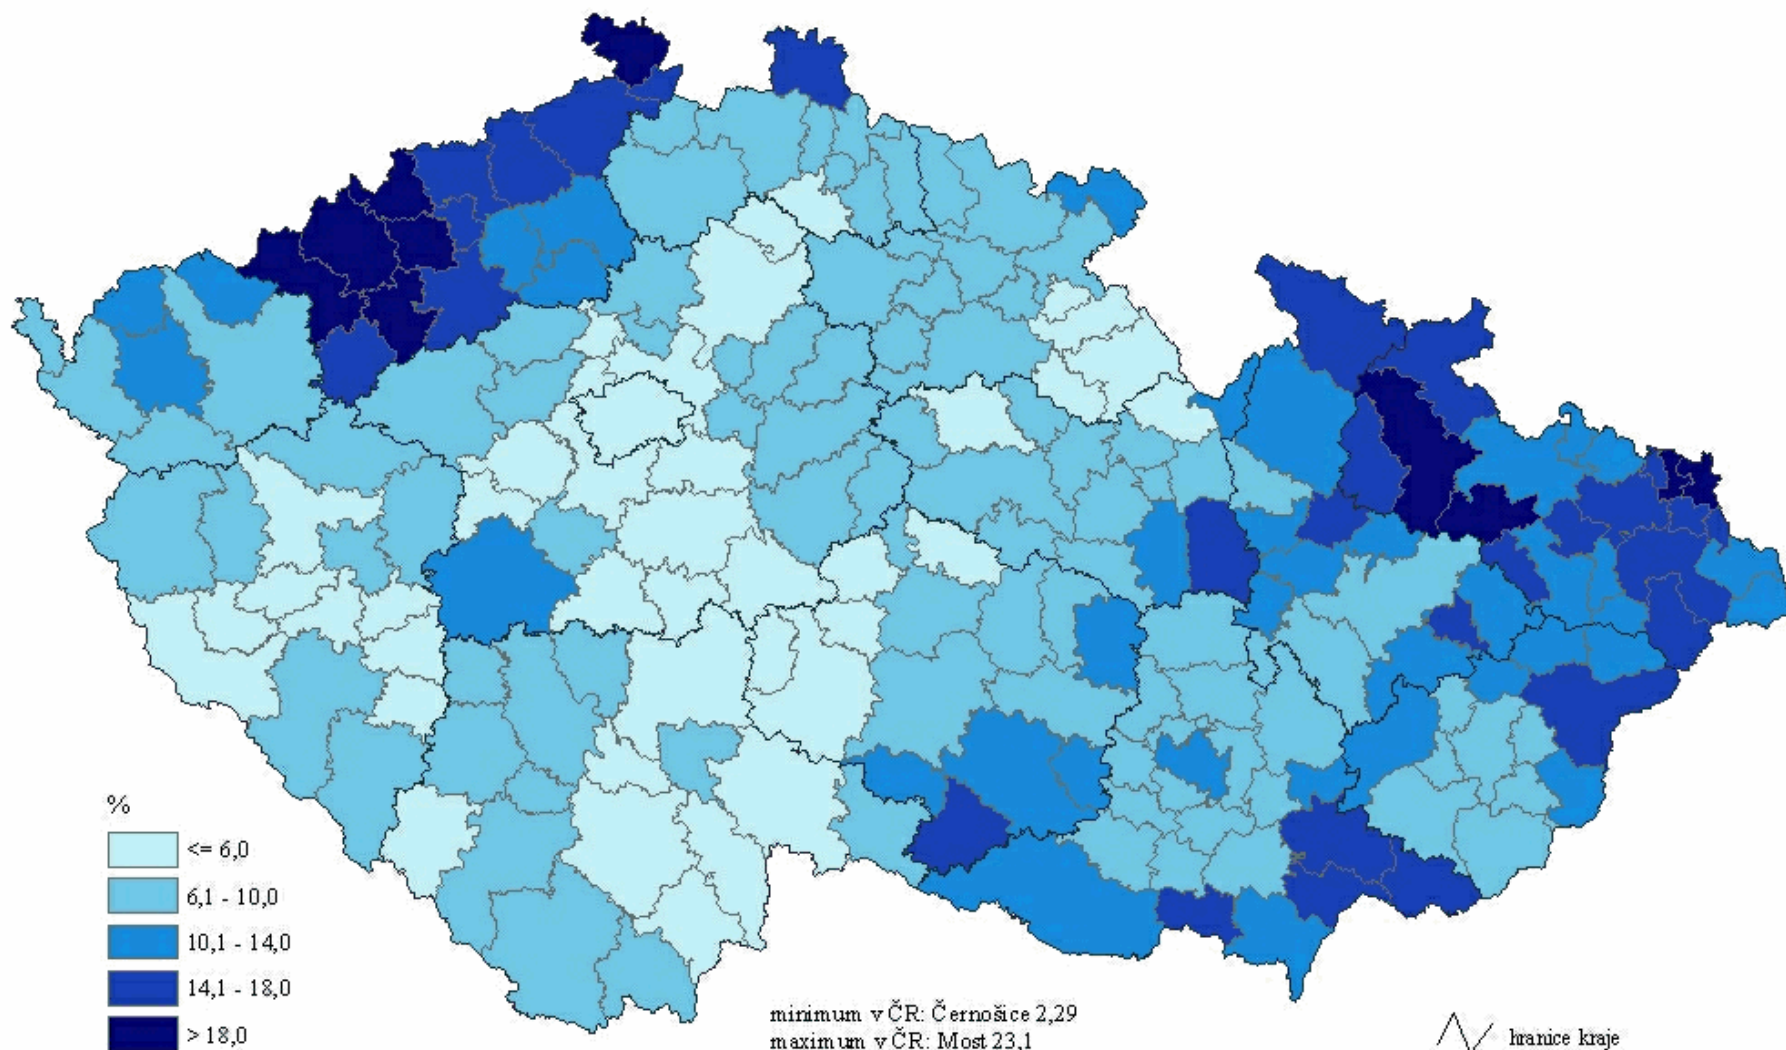 %
<= 6,0
6,1 - 10,0
10,1 - 14,0
14,1 - 18,0
> 18,0
minimum v ČR: Černošice 2,29
maximum v ČR: Most 23,1
hranice kraje